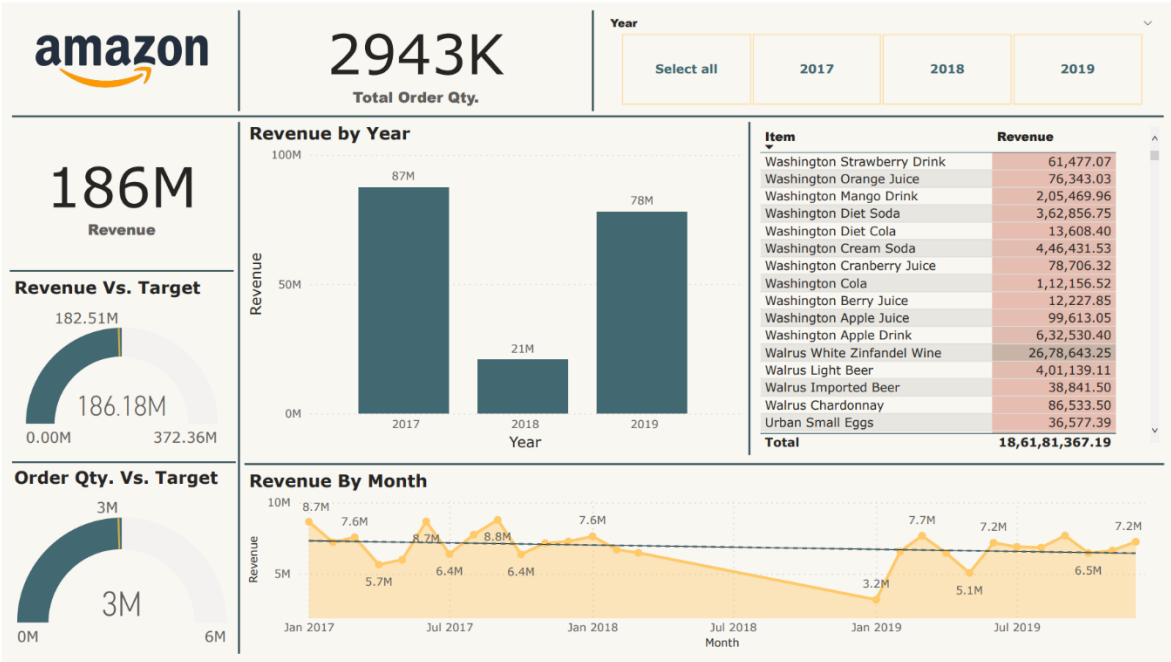 amazon
2943K
Total Order Qty.
Year
Select all 2017 2018 2019
186M
Revenue
Revenue Vs. Target
182.51M
186.18M
0.00M 372.36M
Order Qty. Vs. Target
3M
3M
0M 6M
Revenue by Year
100M
50M
0M
Revenue
87M
21M
78M
2017 2018 2019
Year
Item Revenue
Washington Strawberry Drink 61,477.07
Washington Orange Juice 76,343.03
Washington Mango Drink 2,05,469.96
Washington Diet Soda 3,62,856.75
Washington Diet Cola 13,608.40
Washington Cream Soda 4,46,431.53
Washington Cranberry Juice 78,706.32
Washington Cola 1,12,156.52
Washington Berry Juice 12,227.85
Washington Apple Juice 99,613.05
Washington Apple Drink 6,32,530.40
Walrus White Zinfandel Wine 26,78,643.25
Walrus Light Beer 4,01,139.11
Walrus Imported Beer 38,841.50
Walrus Chardonnay 86,533.50
Urban Small Eggs 36,577.39
Total 18,61,81,367.19
Revenue By Month
10M
5M
Revenue
8.7M
7.6M
5.7M
8.7M
6.4M
8.8M
6.4M
7.6M
3.2M
7.7M
5.1M
7.2M
6.5M
7.2M
Jan 2017 Jul 2017 Jan 2018 Jul 2018 Jan 2019 Jul 2019
Month